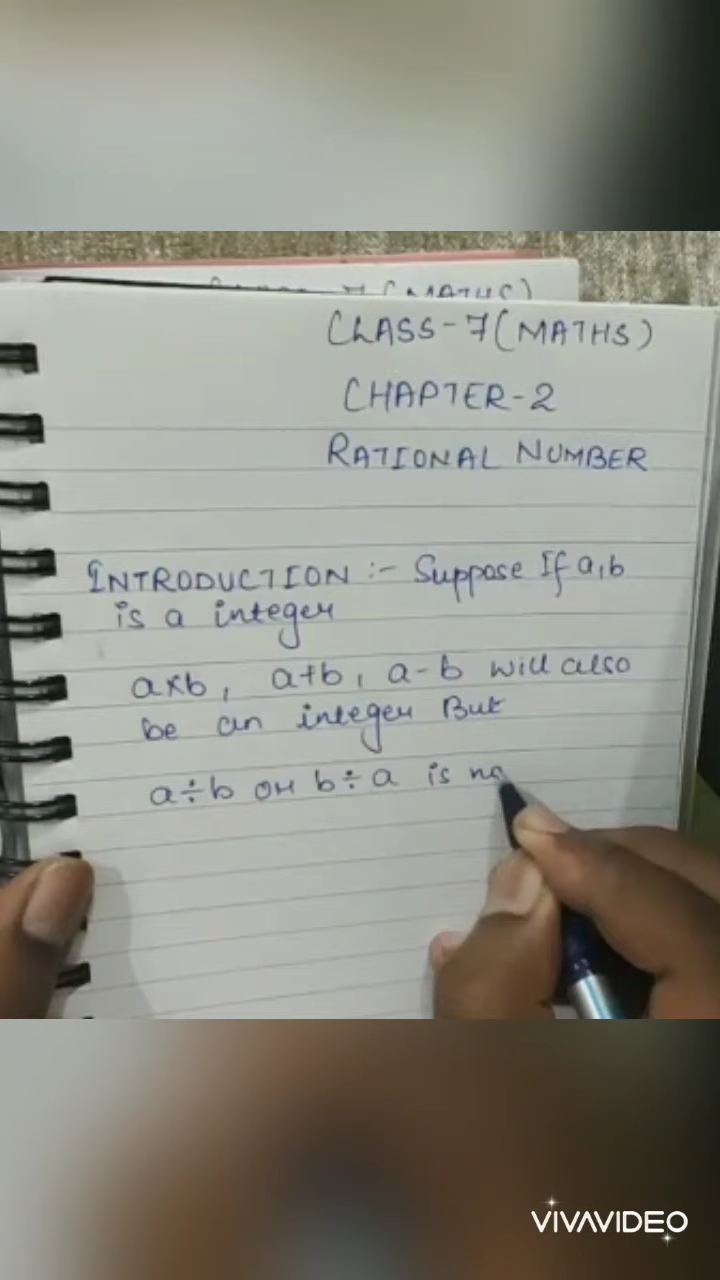 CLASS-7(MATHS)
CHAPTER-2
RATIONAL NUMBER
INTRODUCTION :- Suppose If a,b
is a integer
a×b, a+b, a-b will also
be an integer But
a÷b or b÷a is no
VIVAVIDEO